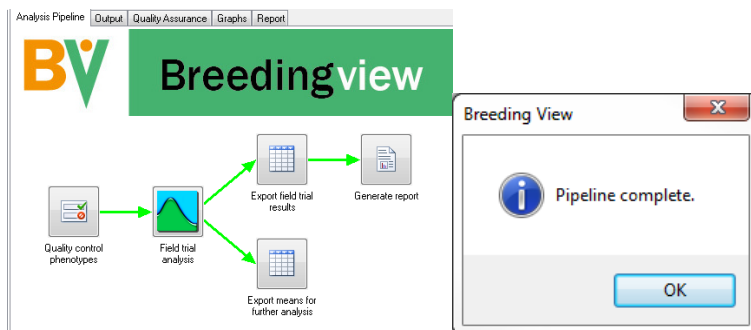 Analysis Pipeline Output Quality Assurance Graphs Report
BV Breedingview
Export field trial
results
Generate report
Quality control
phenotypes
Field trial
analysis
Export means for
further analysis
Breeding View
Pipeline complete.
OK